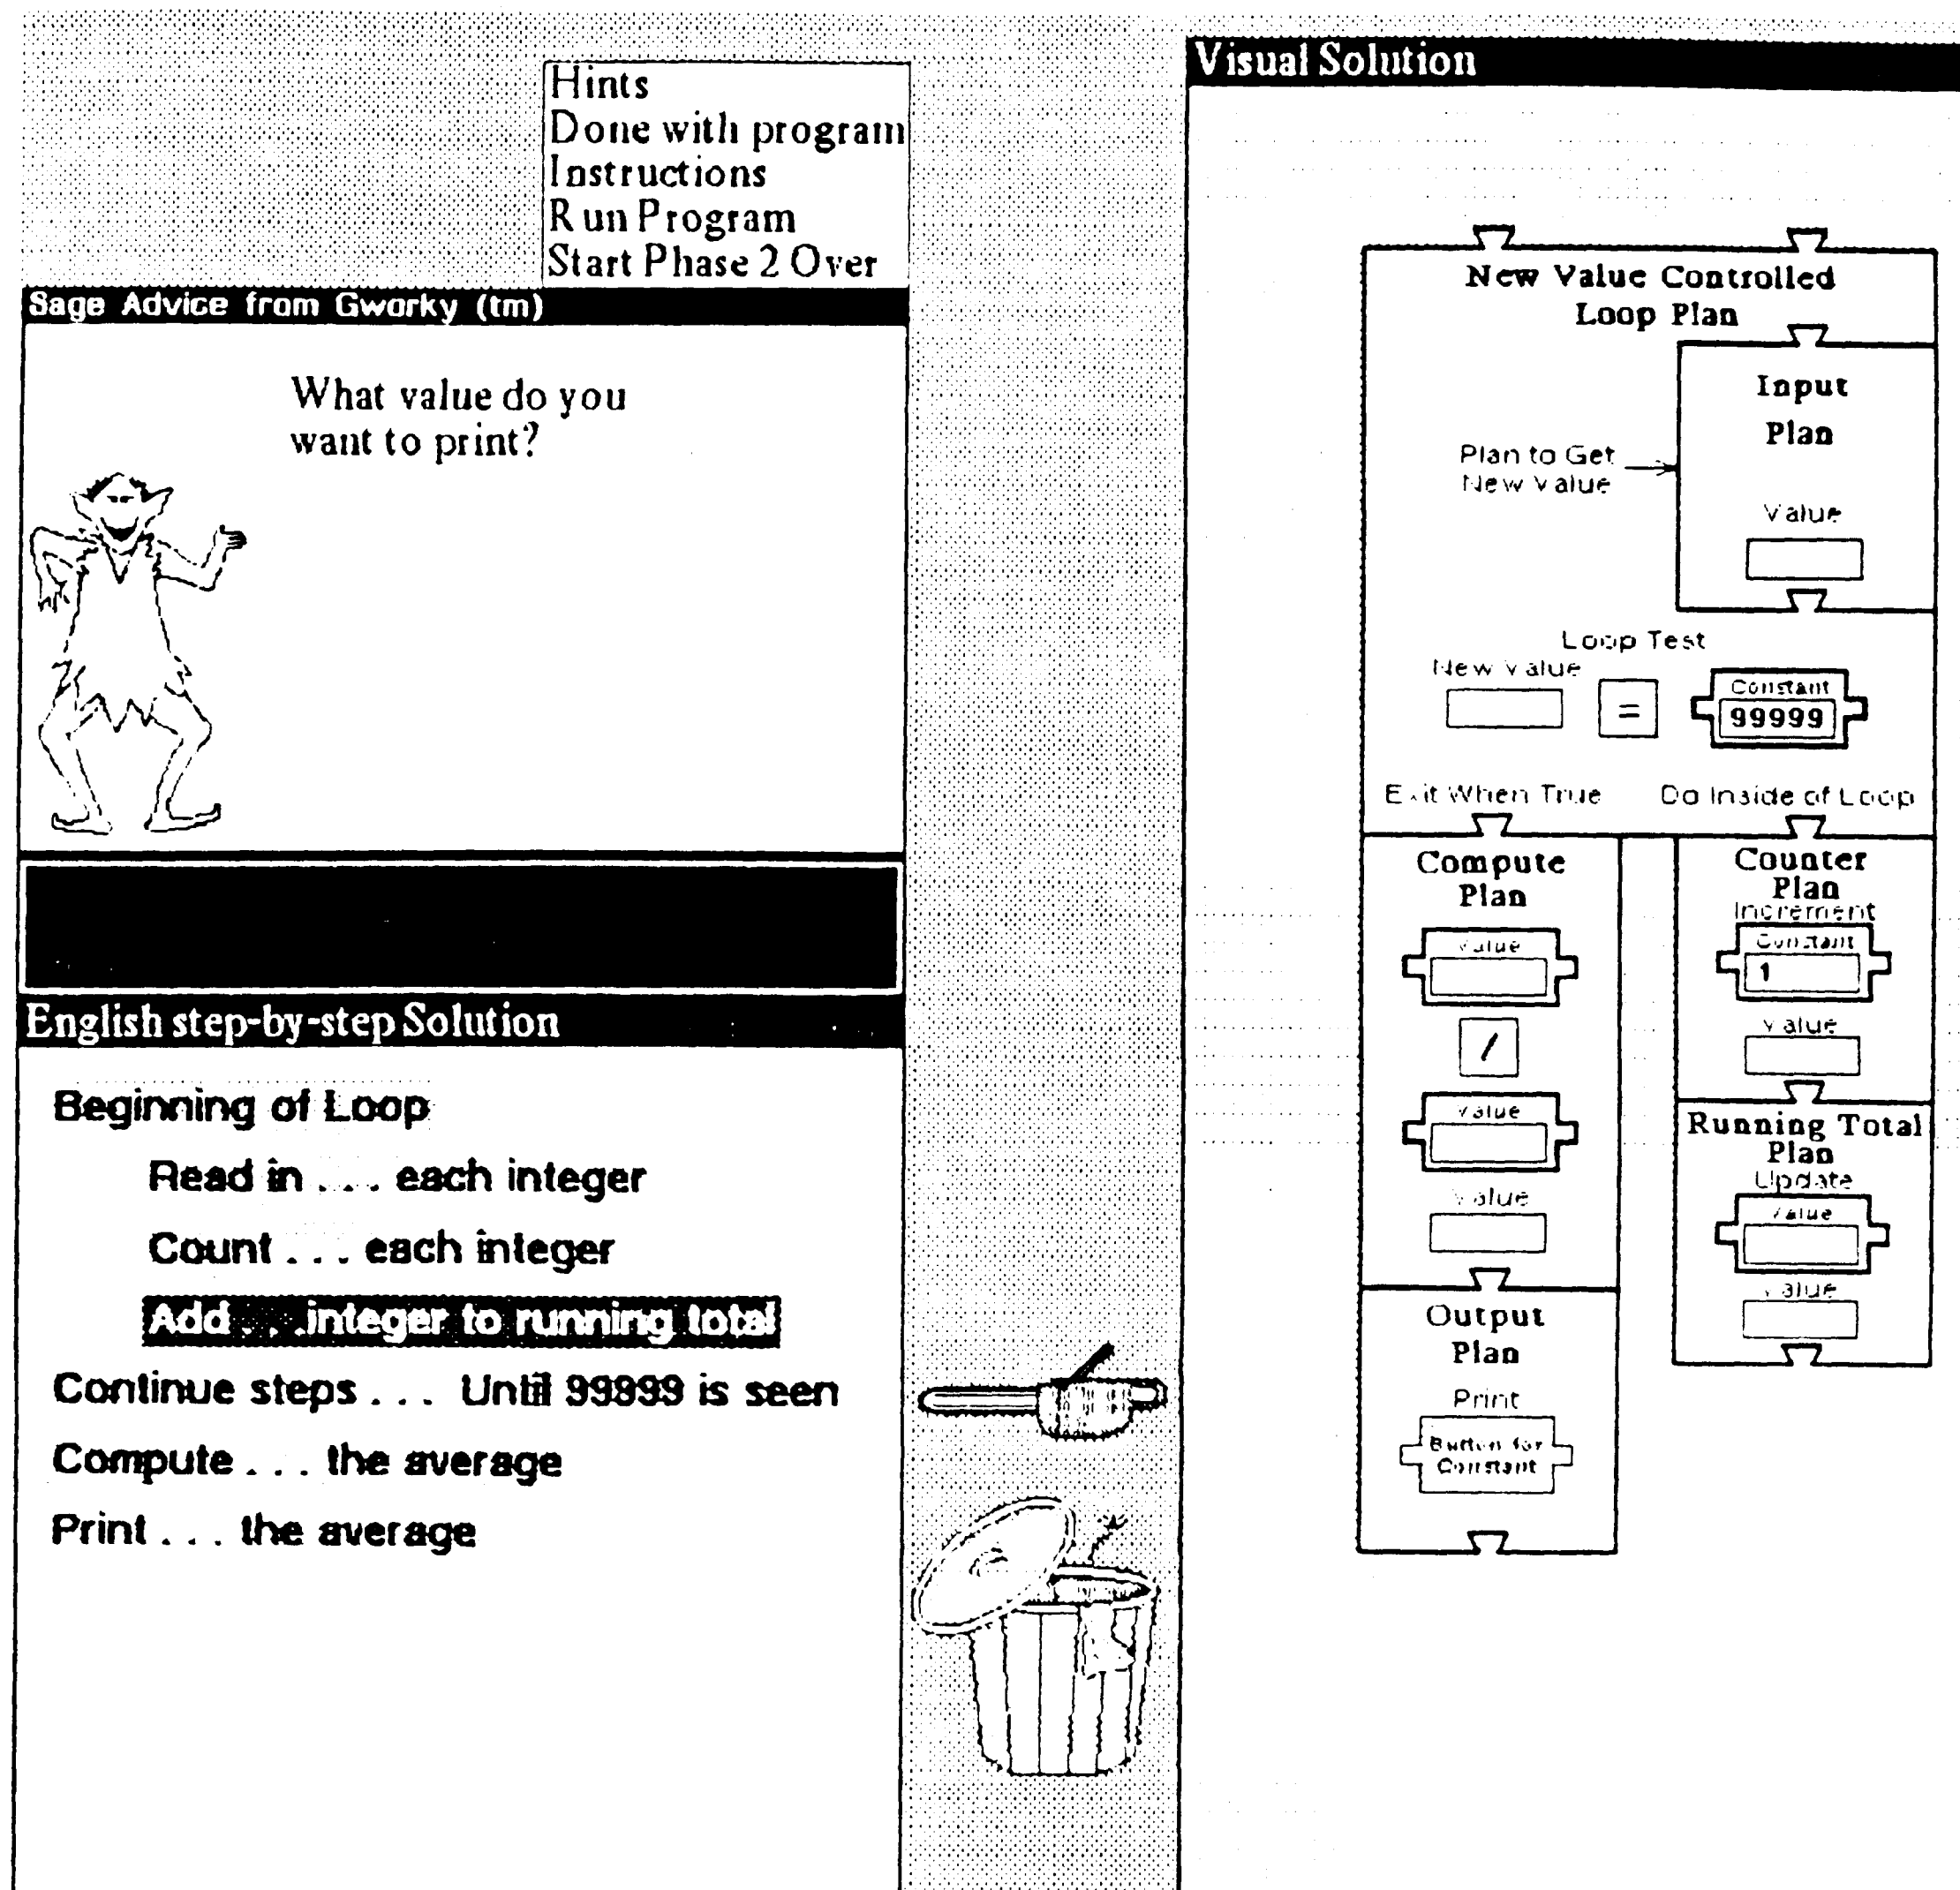 Hints
Done with program
Instructions
Run Program
Start Phase 2 Over
Sage Advice from Gworky (tm)
What value do you
want to print?
English step-by-step Solution
Beginning of Loop
Read in . . . each integer
Count . . . each integer
Add . . .integer to running total
Continue steps . . . Until 99999 is seen
Compute . . . the average
Print . . . the average
Visual Solution
New Value Controlled
Loop Plan
Input
Plan
Plan to Get
New Value
Value
Loop Test
New Value
=
Constant
99999
Exit When True
Do Inside of Loop
Compute
Plan
Value
/
Value
Value
Output
Plan
Print
Button for
Constant
Counter
Plan
Increment
Constant
1
Value
Running Total
Plan
Update
Value
Value